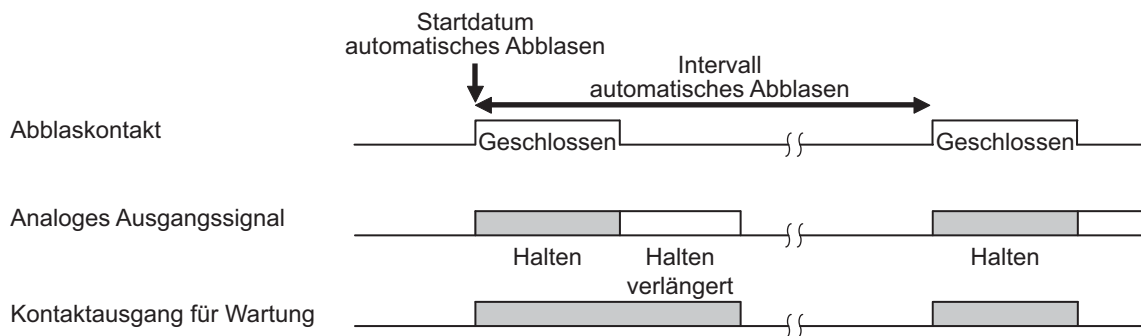 Startdatum
automatisches Abblasen
Intervall
automatisches Abblasen
Abblaskontakt
Geschlossen
Geschlossen
Analoges Ausgangssignal
Halten
Halten
verlängert
Halten
Kontaktausgang für Wartung